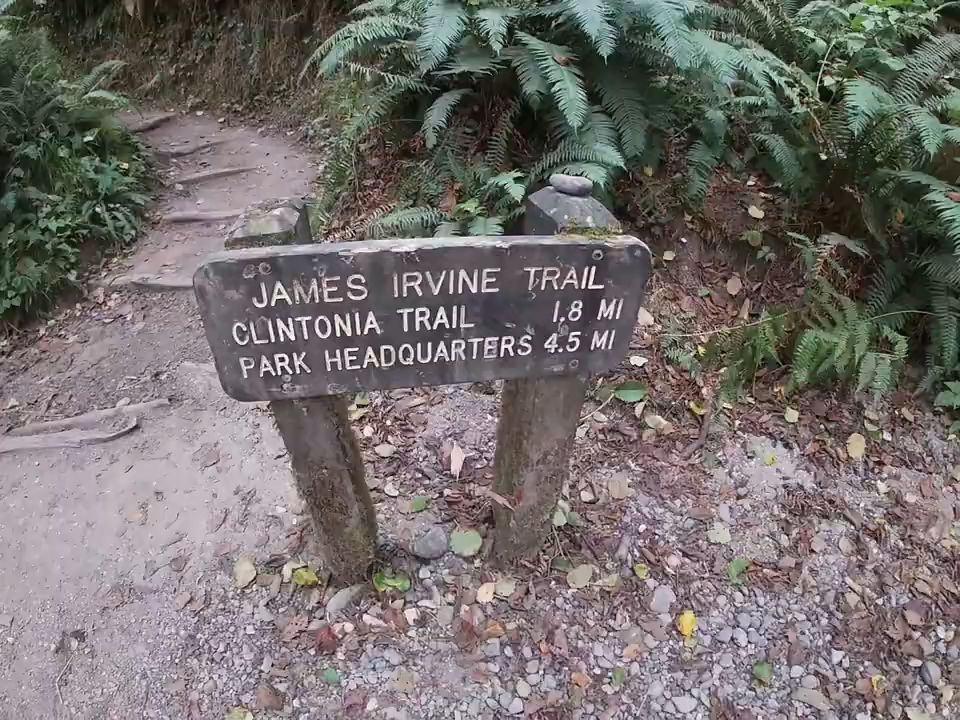 JAMES IRVINE TRAIL
CLINTONIA TRAIL 1.8 MI
PARK HEADQUARTERS 4.5 MI